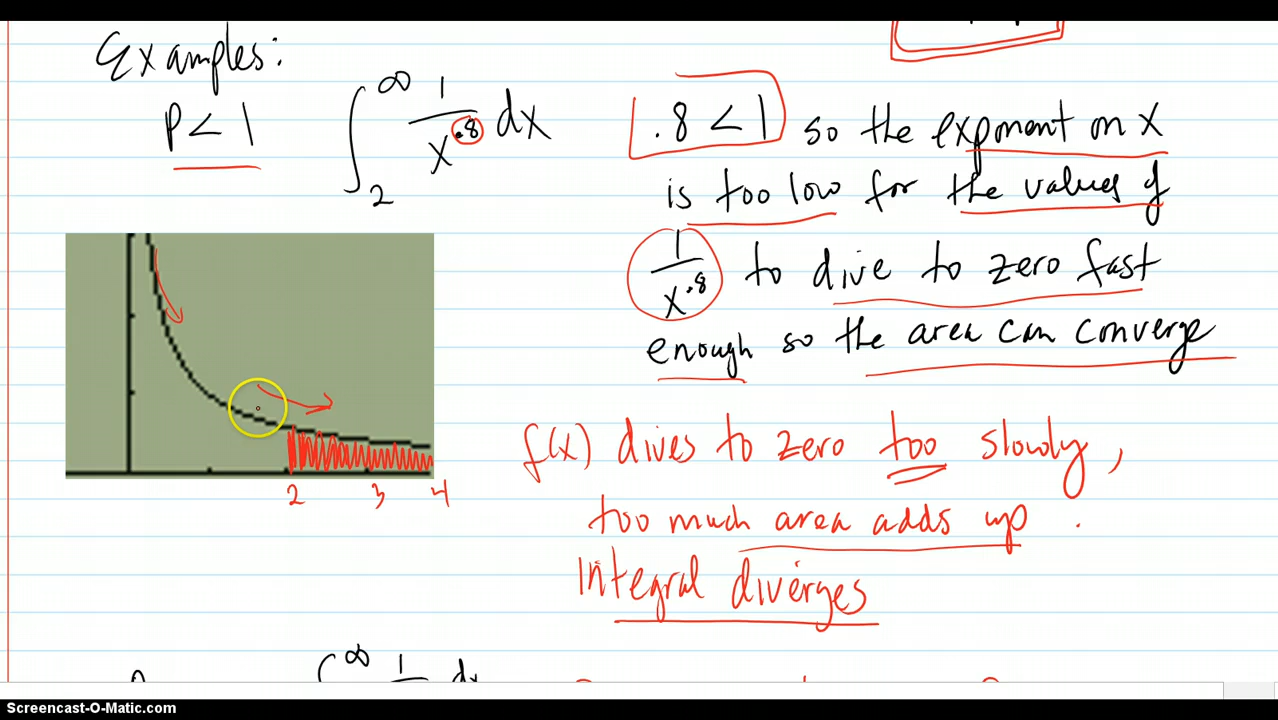 Examples:
P < 1
∫₂^∞ 1/x^.8 dx
.8 < 1 so the exponent on x
is too low for the values of
1/x^.8 to dive to zero fast
enough so the area can converge
2 3 4
f(x) dives to zero too slowly,
too much area adds up.
Integral diverges
∫^∞ 1 dx
Screencast-O-Matic.com